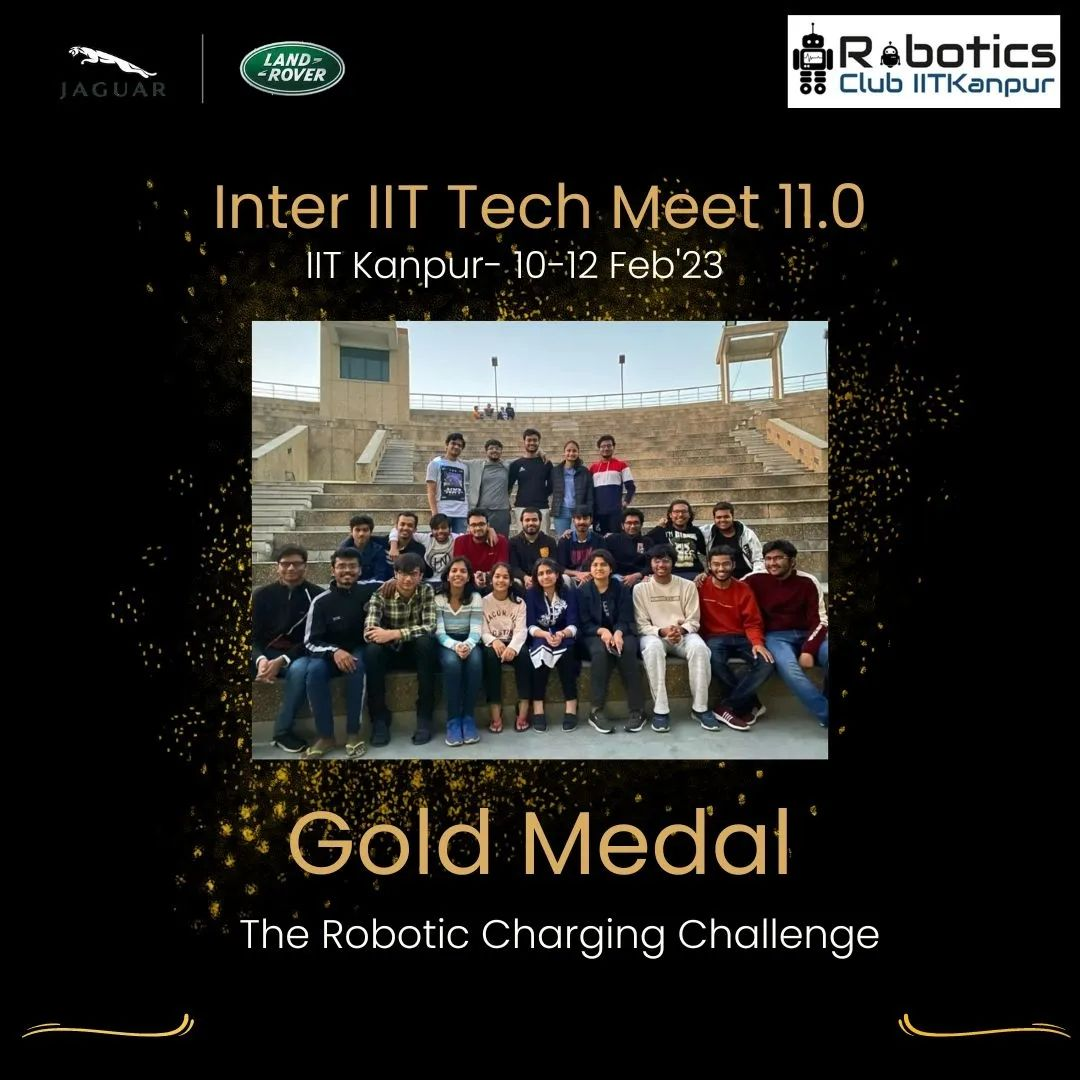 JAGUAR
LAND-
-ROVER
Robotics
Club IITKanpur
Inter IIT Tech Meet 11.0
IIT Kanpur- 10-12 Feb'23
Gold Medal
The Robotic Charging Challenge